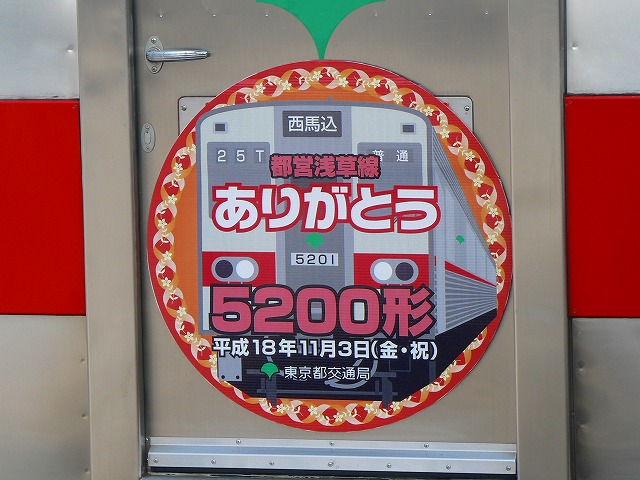 西馬込
25T 普通
都営浅草線
ありがとう
5201
5200形
平成18年11月3日(金・祝)
東京都交通局